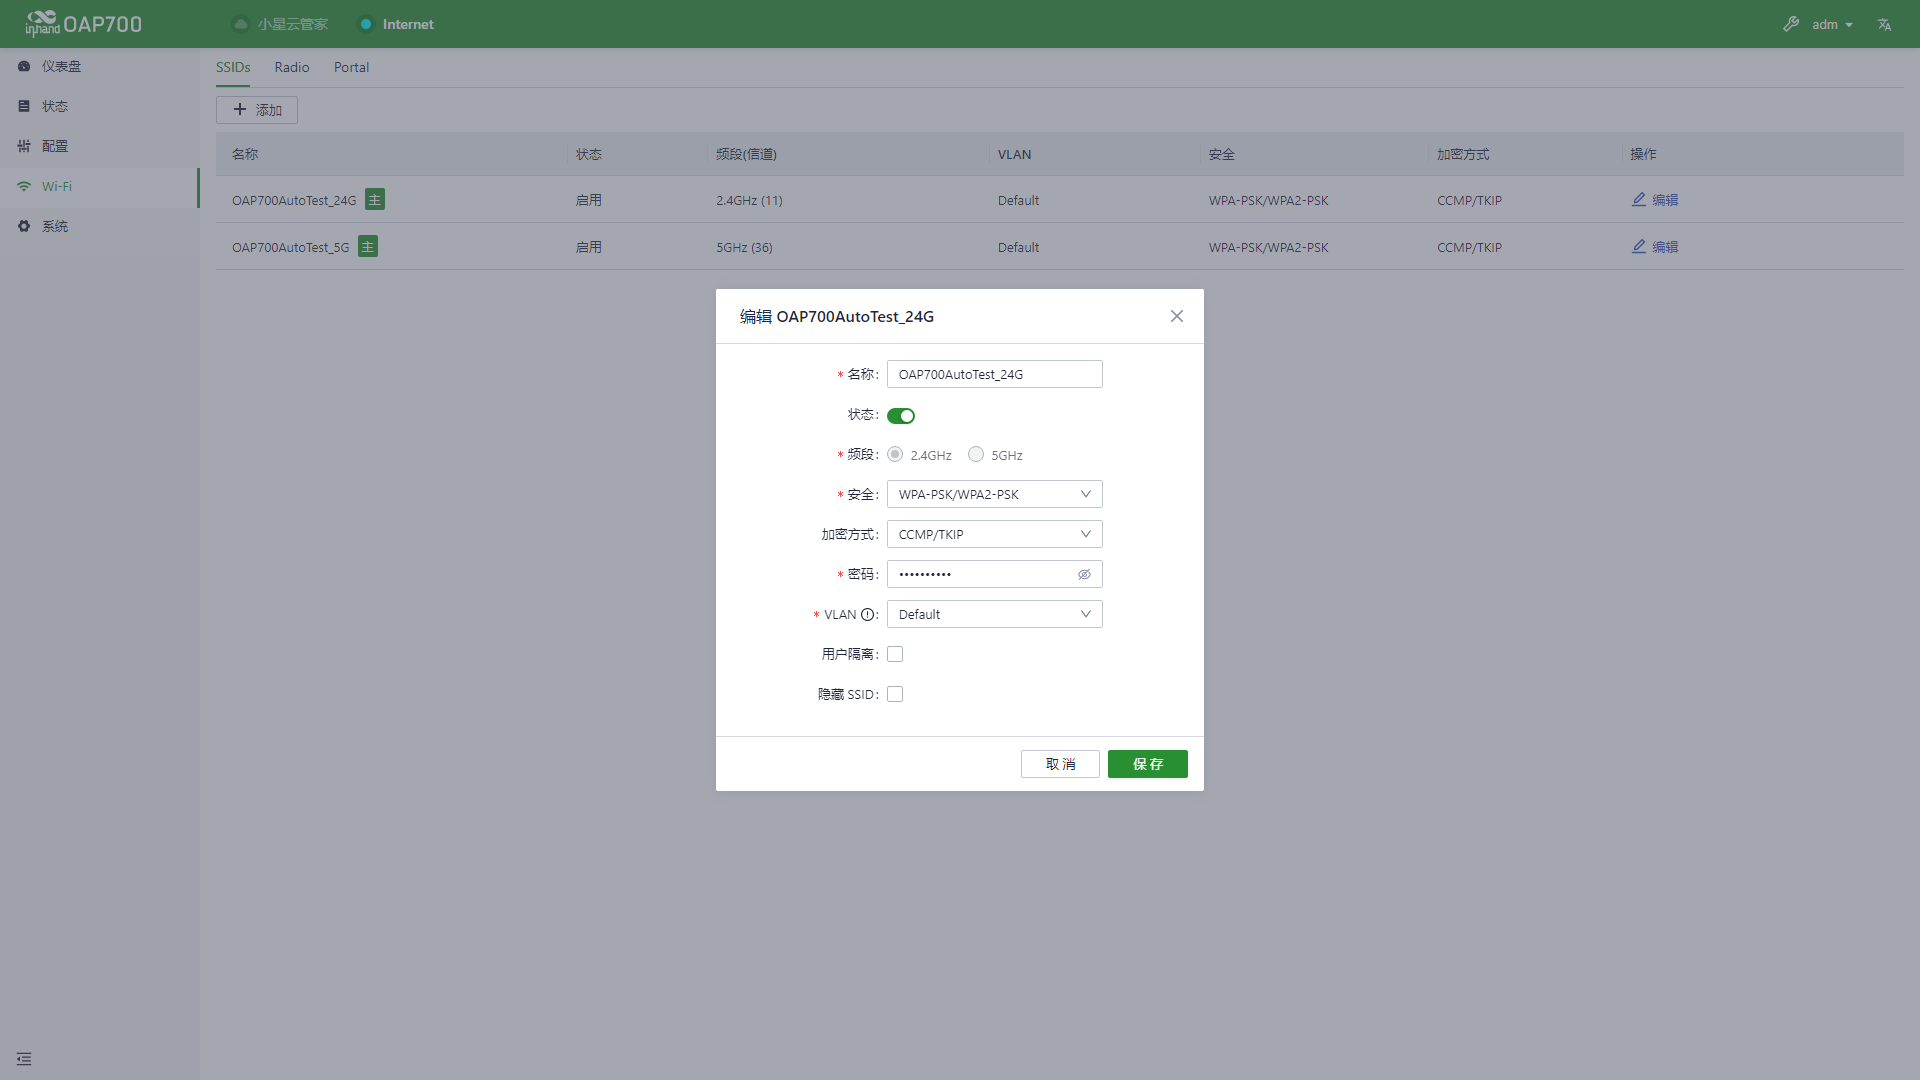 inhand OAP700
小星云管家
Internet
adm
仪表盘
状态
配置
Wi-Fi
系统
SSIDs Radio Portal
添加
名称 状态 频段(信道) VLAN 安全 加密方式 操作
OAP700AutoTest_24G 主 启用 2.4GHz (11) Default WPA-PSK/WPA2-PSK CCMP/TKIP 编辑
OAP700AutoTest_5G 主 启用 5GHz (36) Default WPA-PSK/WPA2-PSK CCMP/TKIP 编辑
编辑 OAP700AutoTest_24G
* 名称: OAP700AutoTest_24G
状态:
* 频段: 2.4GHz 5GHz
* 安全: WPA-PSK/WPA2-PSK
加密方式: CCMP/TKIP
* 密码: ••••••••••
* VLAN : Default
用户隔离:
隐藏 SSID:
取 消 保 存